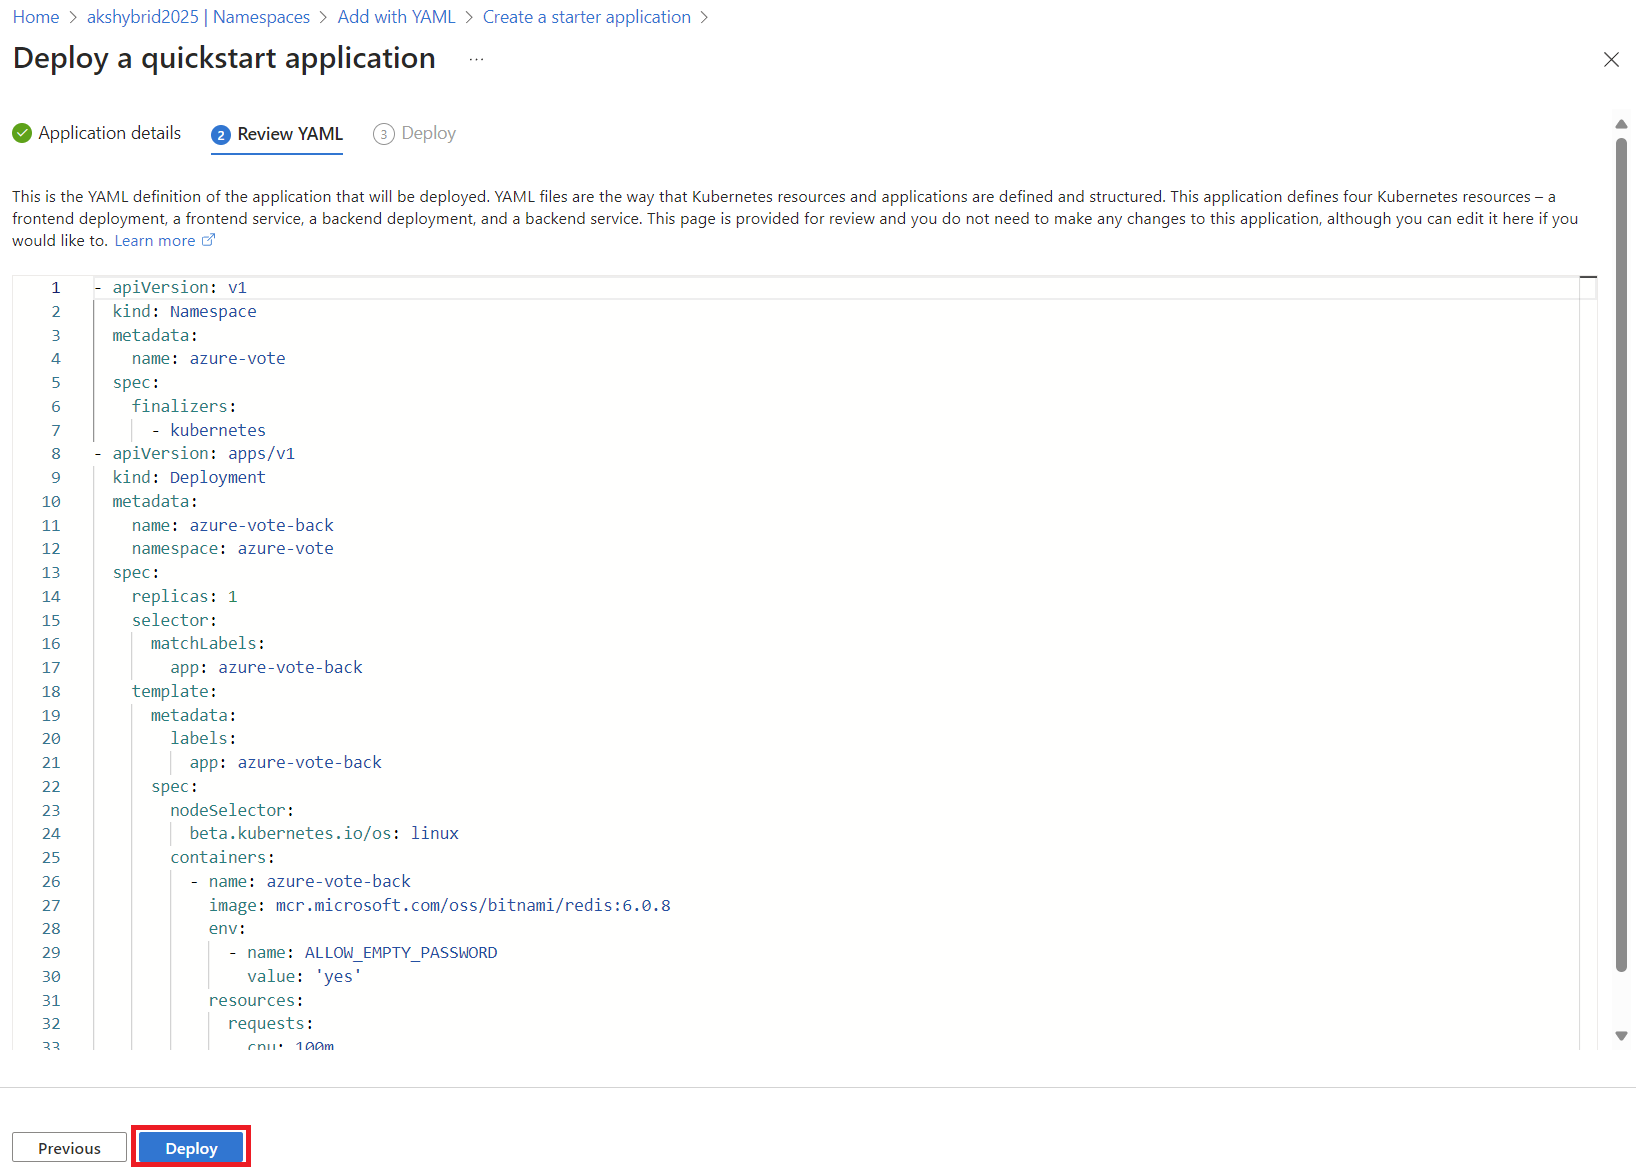 Home > akshybrid2025 | Namespaces > Add with YAML > Create a starter application >
Deploy a quickstart application ...
Application details 2 Review YAML 3 Deploy
This is the YAML definition of the application that will be deployed. YAML files are the way that Kubernetes resources and applications are defined and structured. This application defines four Kubernetes resources – a
frontend deployment, a frontend service, a backend deployment, and a backend service. This page is provided for review and you do not need to make any changes to this application, although you can edit it here if you
would like to. Learn more
1 - apiVersion: v1
2 kind: Namespace
3 metadata:
4 name: azure-vote
5 spec:
6 finalizers:
7 - kubernetes
8 - apiVersion: apps/v1
9 kind: Deployment
10 metadata:
11 name: azure-vote-back
12 namespace: azure-vote
13 spec:
14 replicas: 1
15 selector:
16 matchLabels:
17 app: azure-vote-back
18 template:
19 metadata:
20 labels:
21 app: azure-vote-back
22 spec:
23 nodeSelector:
24 beta.kubernetes.io/os: linux
25 containers:
26 - name: azure-vote-back
27 image: mcr.microsoft.com/oss/bitnami/redis:6.0.8
28 env:
29 - name: ALLOW_EMPTY_PASSWORD
30 value: 'yes'
31 resources:
32 requests:
33 cpu: 100m
Previous Deploy